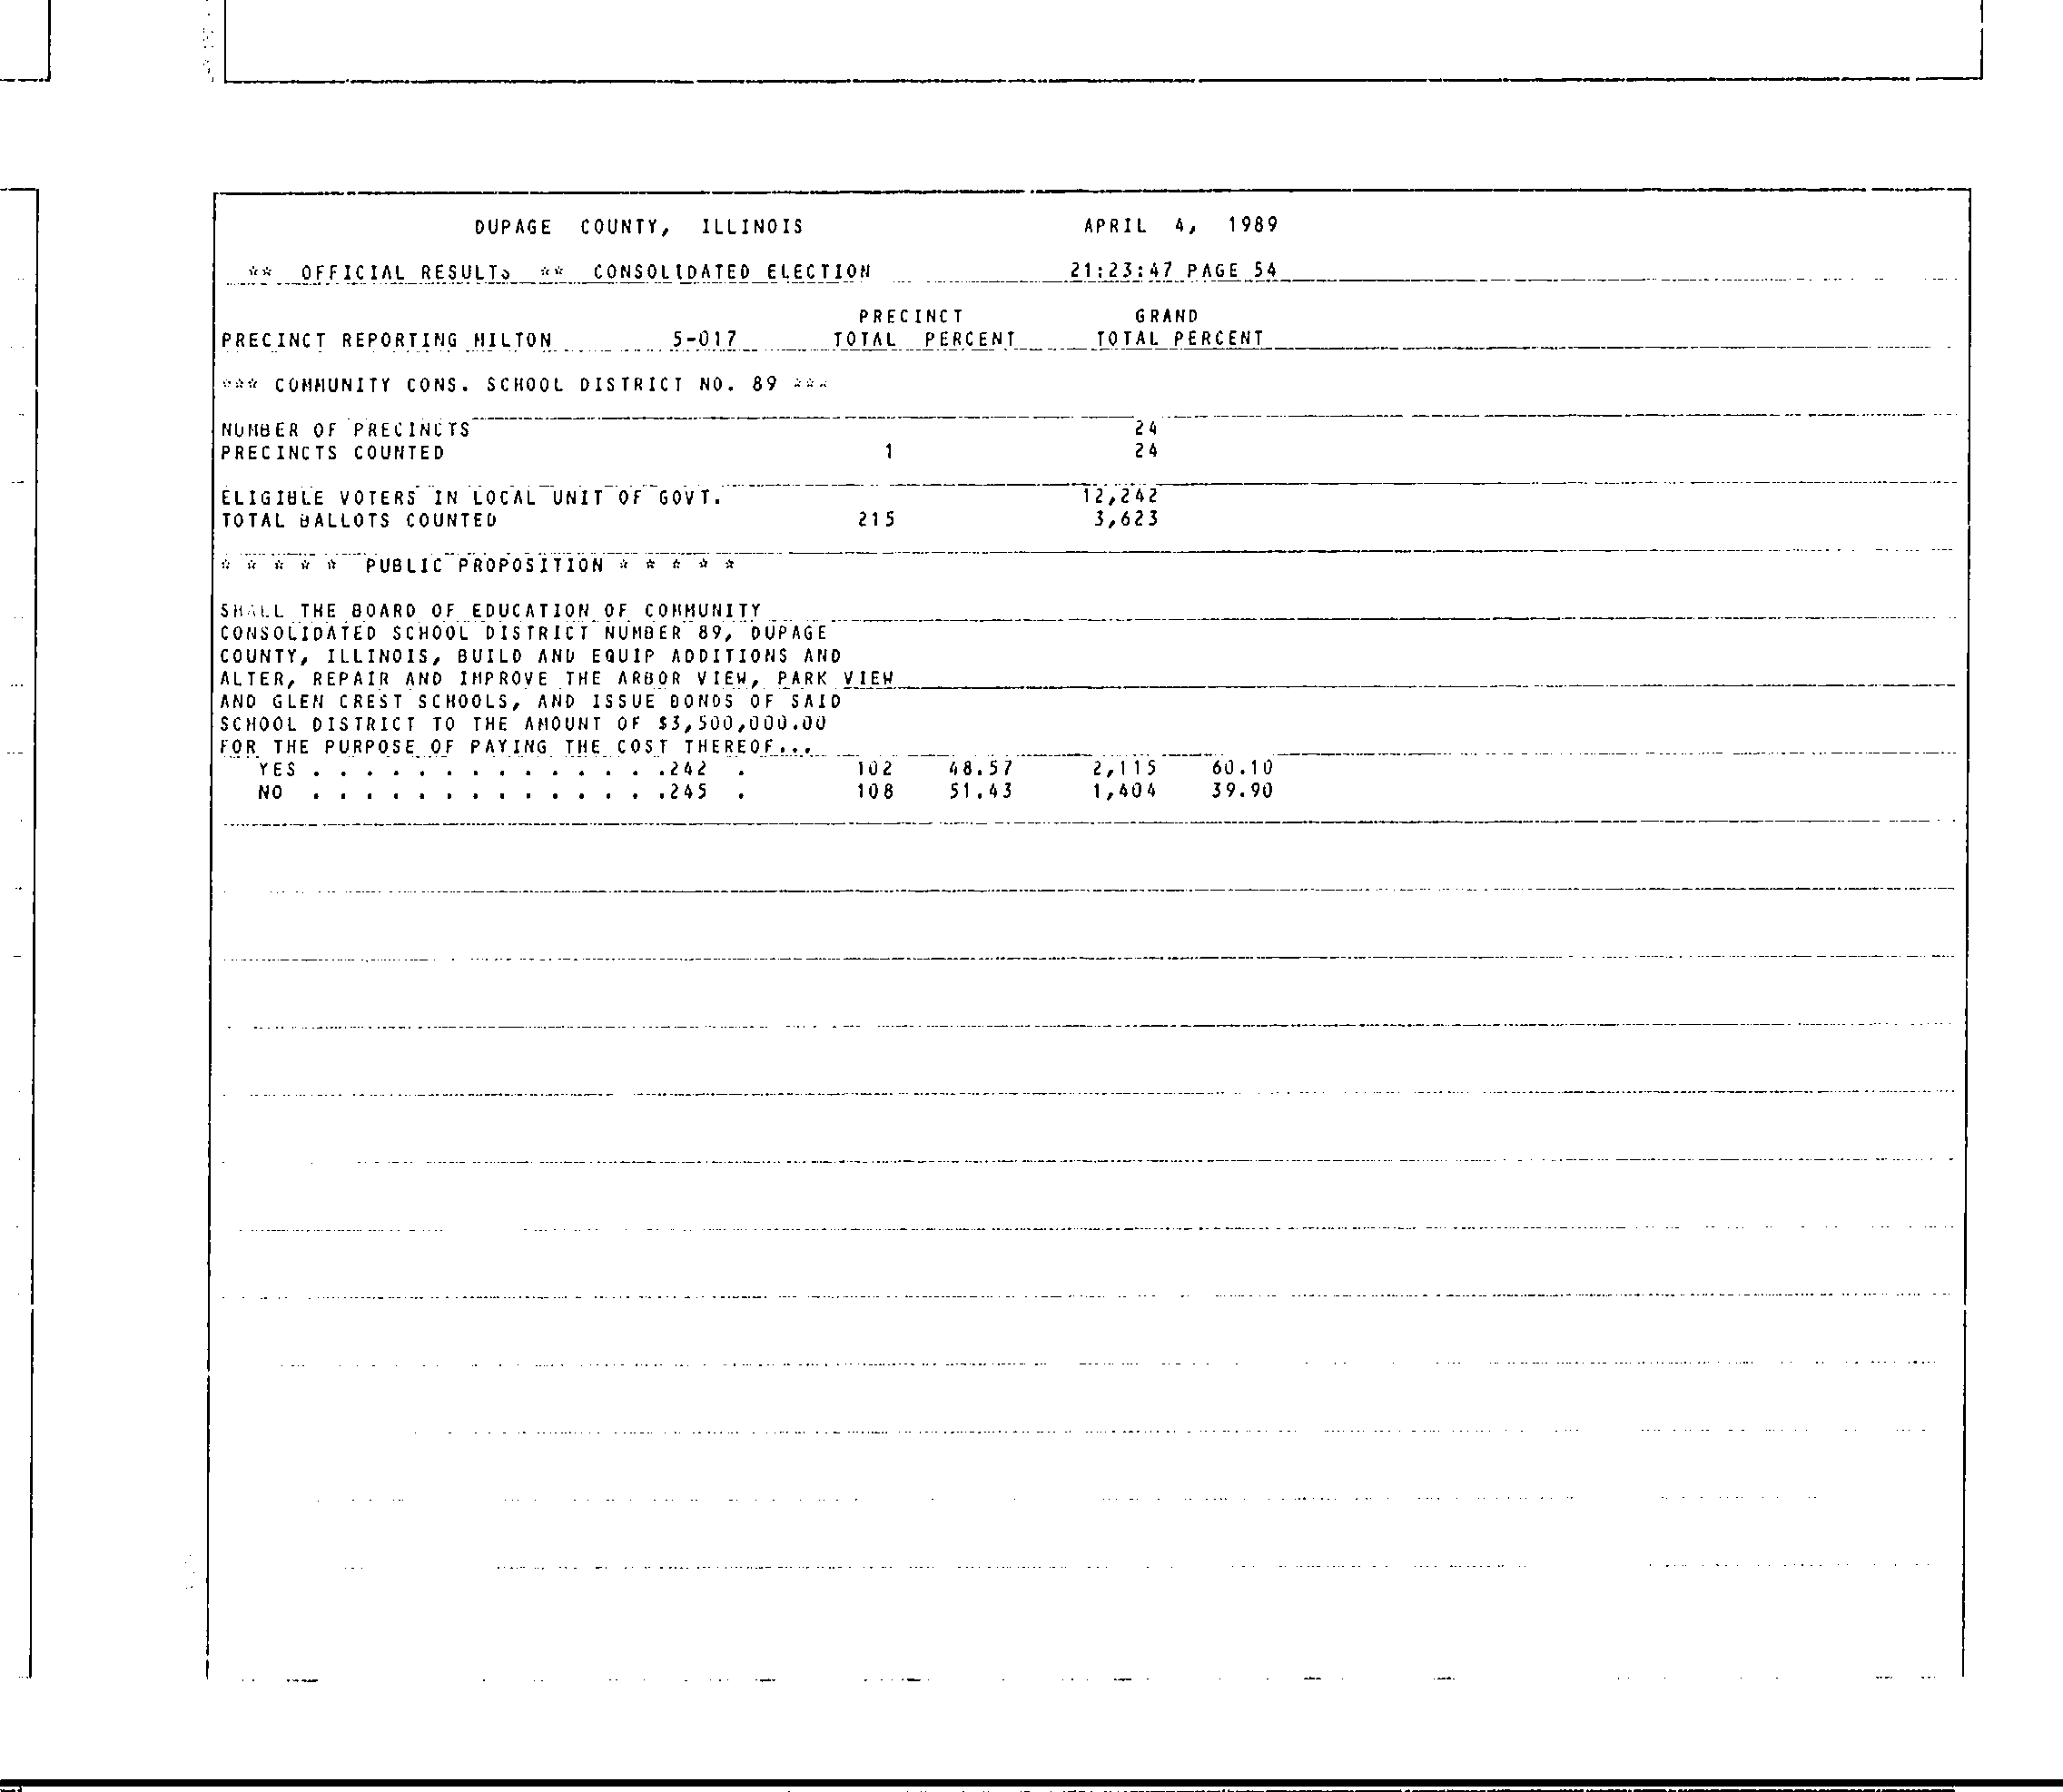 DUPAGE COUNTY, ILLINOIS APRIL 4, 1989
** OFFICIAL RESULTS ** CONSOLIDATED ELECTION 21:23:47 PAGE 54
PRECINCT GRAND
PRECINCT REPORTING MILTON 5-017 TOTAL PERCENT TOTAL PERCENT
*** COMMUNITY CONS. SCHOOL DISTRICT NO. 89 ***
NUMBER OF PRECINCTS 24
PRECINCTS COUNTED 1 24
ELIGIBLE VOTERS IN LOCAL UNIT OF GOVT. 12,242
TOTAL BALLOTS COUNTED 215 3,623
* * * * * PUBLIC PROPOSITION * * * * *
SHALL THE BOARD OF EDUCATION OF COMMUNITY
CONSOLIDATED SCHOOL DISTRICT NUMBER 89, DUPAGE
COUNTY, ILLINOIS, BUILD AND EQUIP ADDITIONS AND
ALTER, REPAIR AND IMPROVE THE ARBOR VIEW, PARK VIEW
AND GLEN CREST SCHOOLS, AND ISSUE BONDS OF SAID
SCHOOL DISTRICT TO THE AMOUNT OF $3,500,000.00
FOR THE PURPOSE OF PAYING THE COST THEREOF...
YES . . . . . . . . . . . . . .242 . 102 48.57 2,115 60.10
NO . . . . . . . . . . . . . .245 . 108 51.43 1,404 39.90